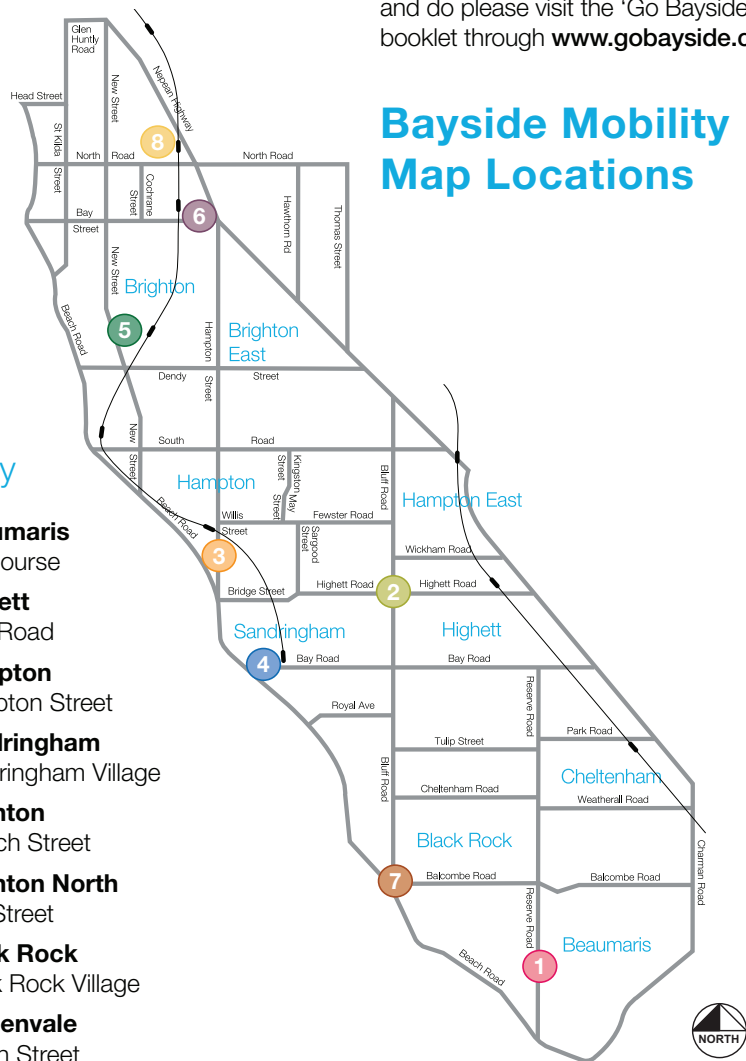 and do please visit the ‘Go Bayside
booklet through www.gobayside.c
Bayside Mobility
Map Locations
Glen
Huntly
Road
Nepean Highway
New Street
Head Street
St Kilda
Street
8
North Road
North Road
Cochrane
Street
Hawthorn Rd
Thomas Street
Bay
Street
6
New Street
Brighton
Beach Road
5
Hampton
Street
Brighton
East
Dendy Street
New
Street
South Road
y
Hampton
Kingston
Street
May
Street
Bluff Road
Hampton East
Beach Road
Willis
Street
Fewster Road
Sargood
Street
Wickham Road
3
Bridge Street
Highett Road
2
Highett Road
Sandringham
Highett
4
Bay Road
Bay Road
Royal Ave
Reserve Road
Park Road
Tulip Street
Bluff Road
Cheltenham
Cheltenham Road
Weatherall Road
Black Rock
Charman Road
7
Balcombe Road
Balcombe Road
Reserve Road
Beaumaris
Beach Road
1
NORTH
umaris
ourse
ett
Road
pton
pton Street
dringham
ringham Village
nton
ch Street
nton North
Street
k Rock
k Rock Village
envale
n Street